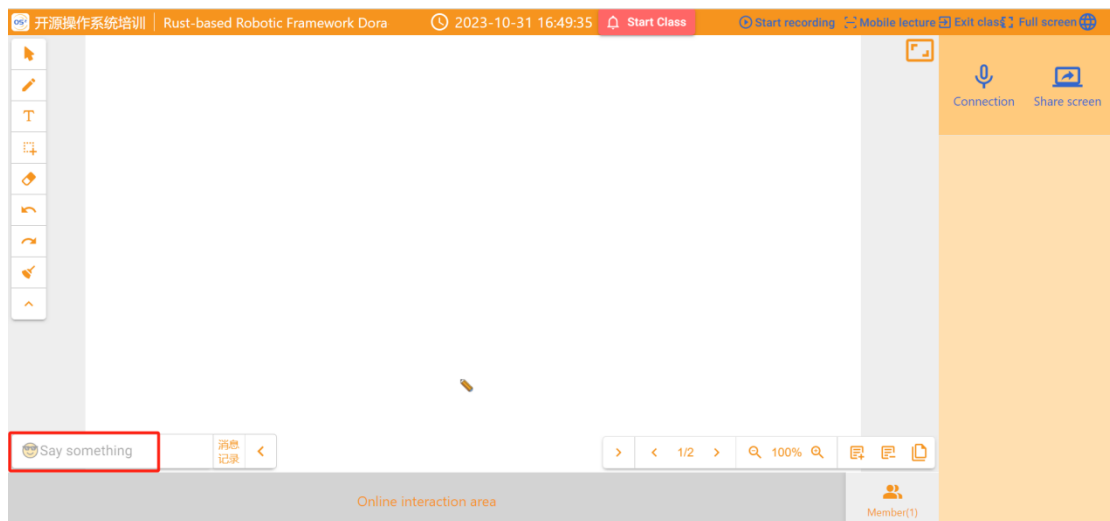 OS² 开源操作系统培训 Rust-based Robotic Framework Dora 2023-10-31 16:49:35 Start Class Start recording Mobile lecture Exit clas Full screen
T
Connection Share screen
Say something 消息
记录
1/2 100%
Online interaction area
Member(1)